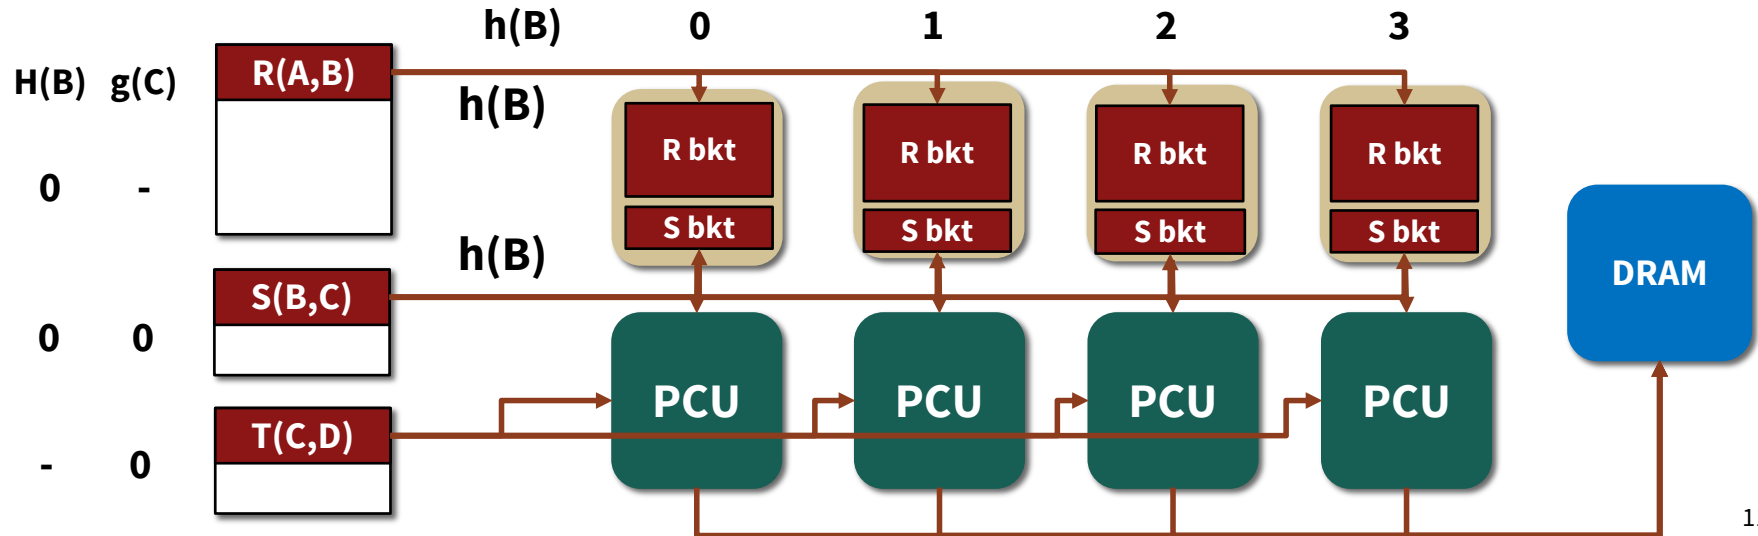 h(B) 0 1 2 3
H(B) g(C) R(A,B)
h(B)
R bkt R bkt R bkt R bkt
0 -
S bkt S bkt S bkt S bkt
h(B)
S(B,C)
DRAM
0 0
PCU PCU PCU PCU
T(C,D)
- 0